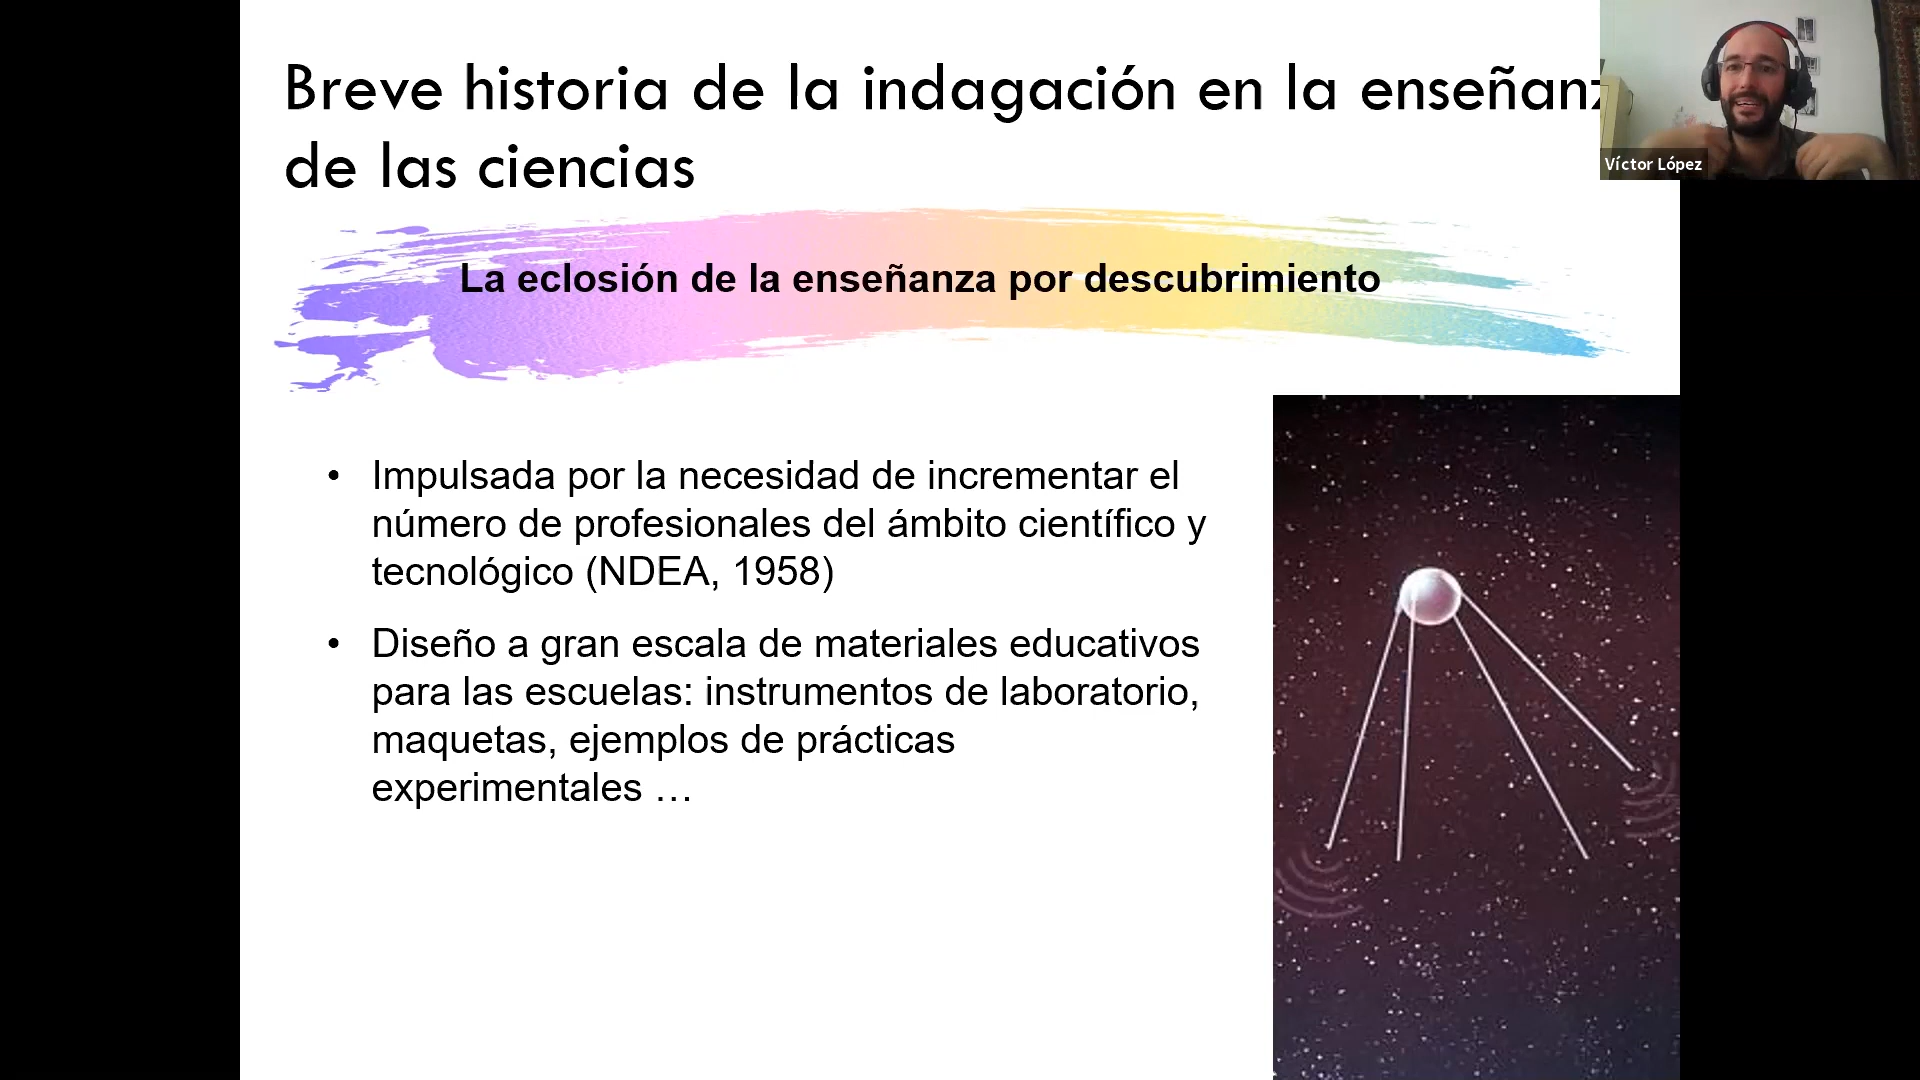 Breve historia de la indagación en la enseñanz
de las ciencias
Víctor López
La eclosión de la enseñanza por descubrimiento
• Impulsada por la necesidad de incrementar el
número de profesionales del ámbito científico y
tecnológico (NDEA, 1958)
• Diseño a gran escala de materiales educativos
para las escuelas: instrumentos de laboratorio,
maquetas, ejemplos de prácticas
experimentales …